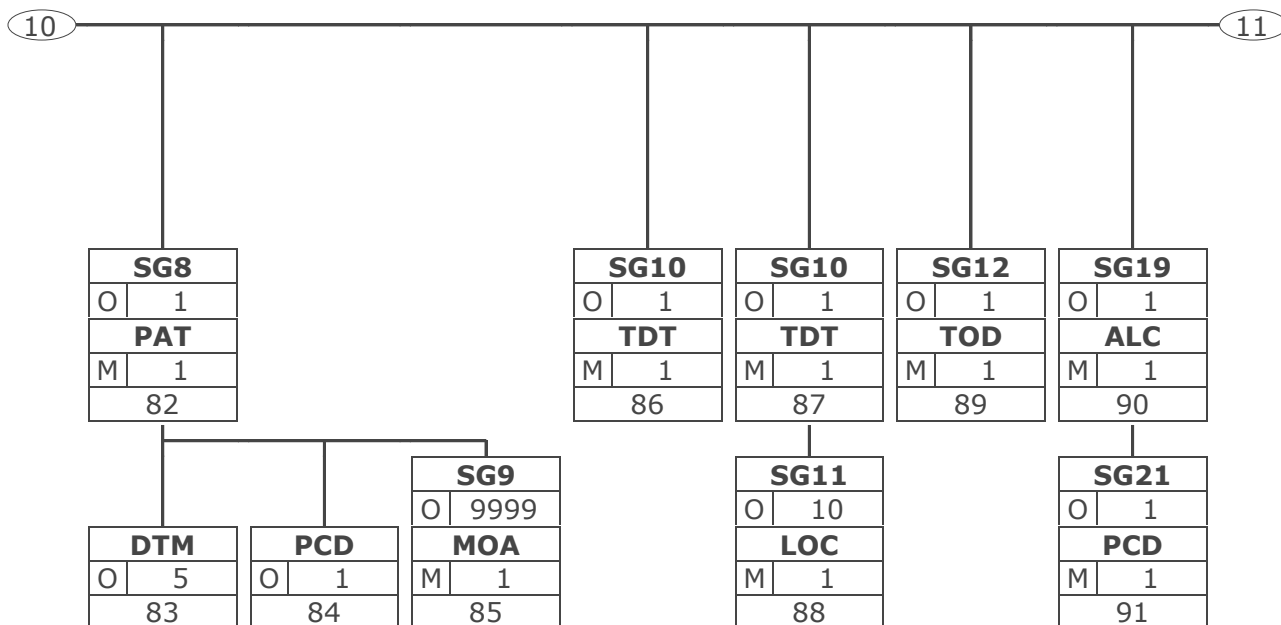 10 11
SG8 SG10 SG10 SG12 SG19
O 1 O 1 O 1 O 1 O 1
PAT TDT TDT TOD ALC
M 1 M 1 M 1 M 1 M 1
82 86 87 89 90
SG9 SG11 SG21
O 9999 O 10 O 1
DTM PCD MOA LOC PCD
O 5 O 1 M 1 M 1 M 1
83 84 85 88 91